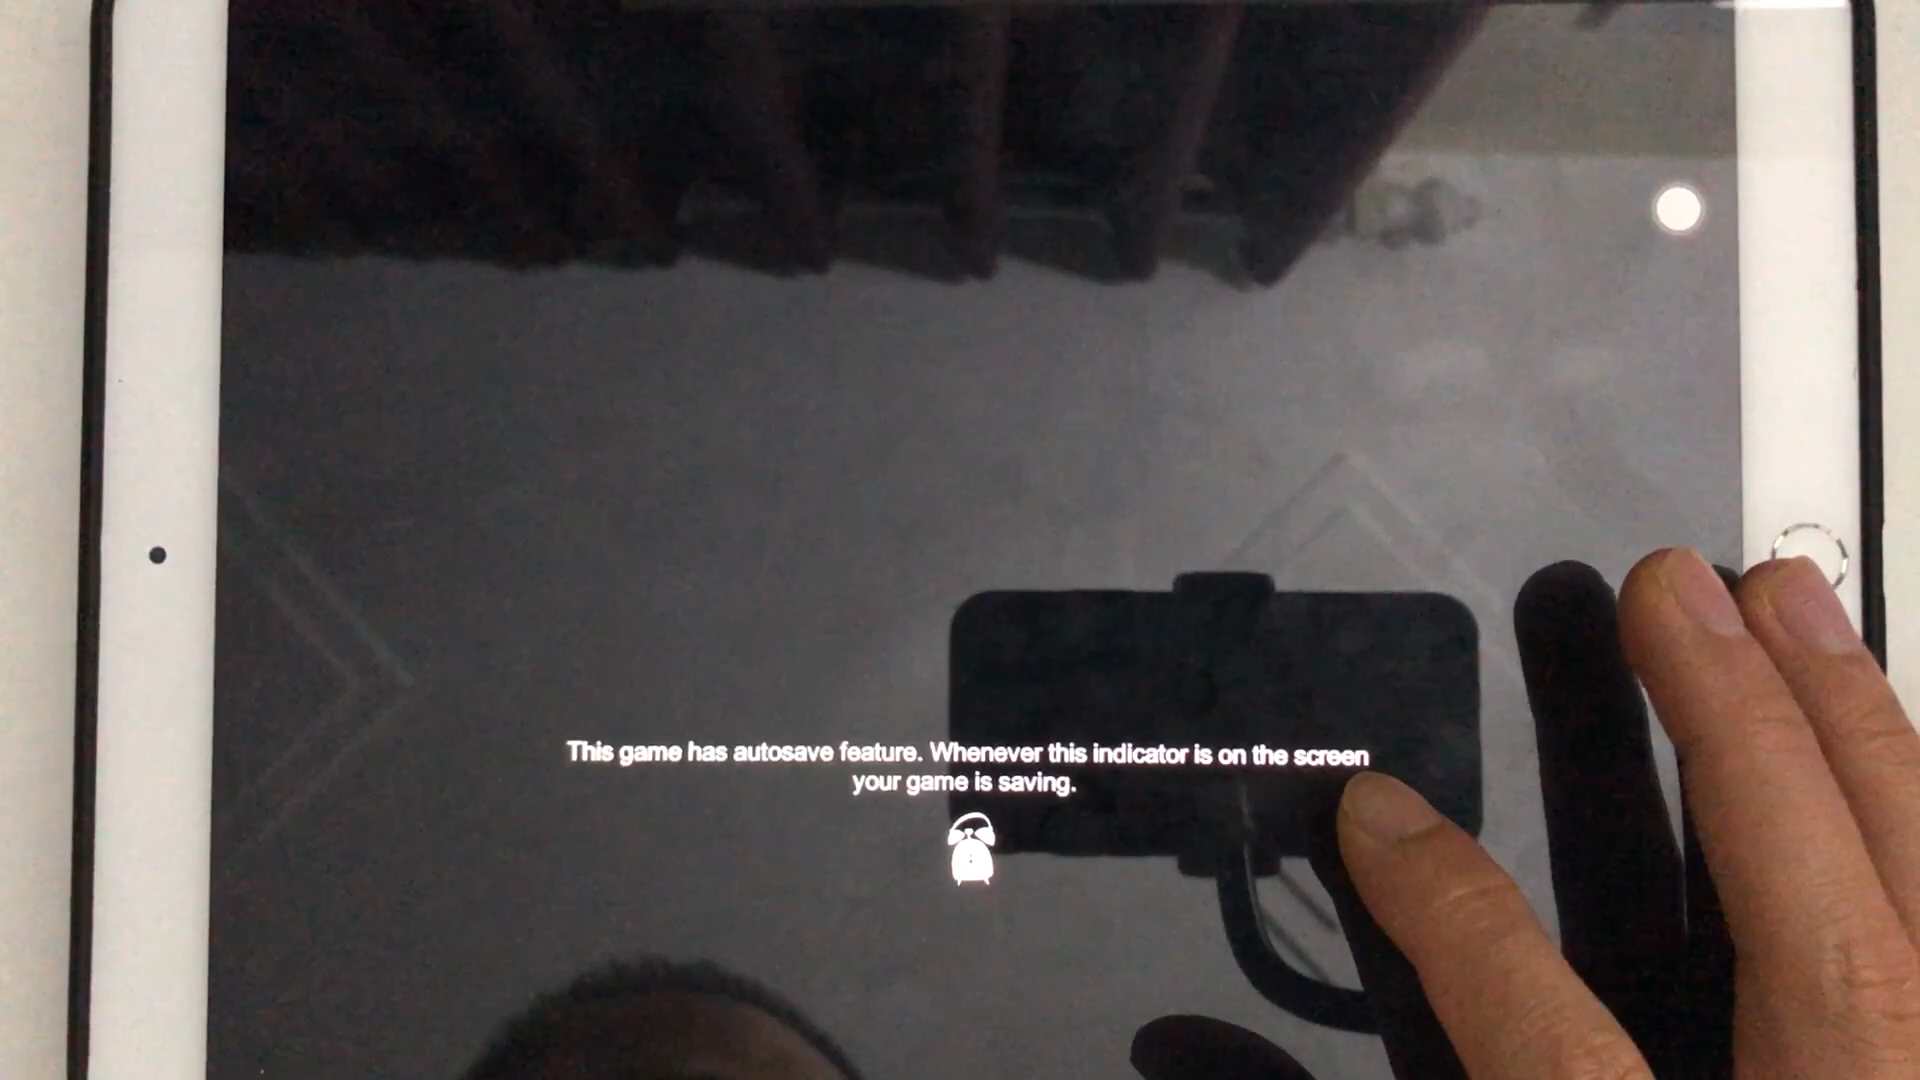 This game has autosave feature. Whenever this indicator is on the screen
your game is saving.